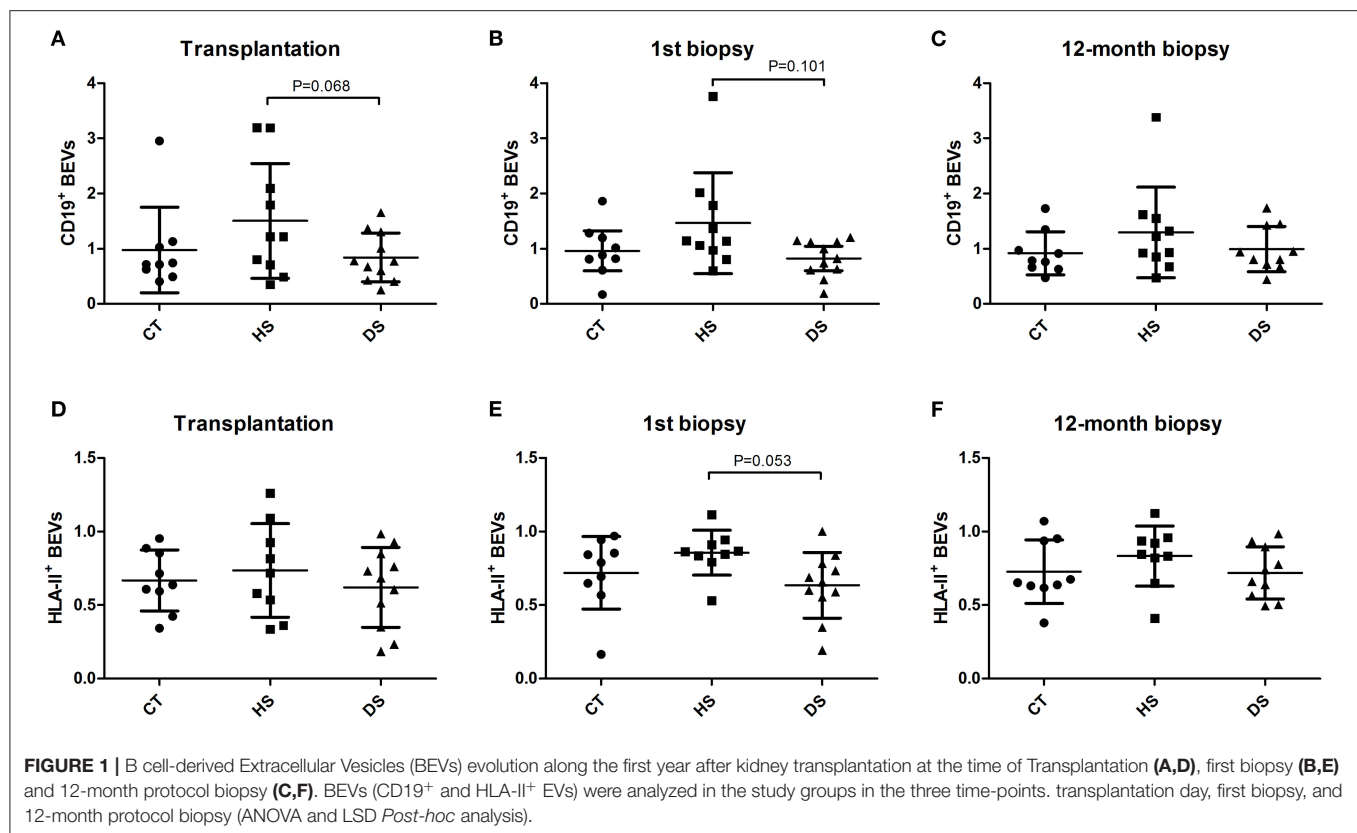 A
Transplantation
P=0.068
CD19+ BEVs
4
3
2
1
0
CT
HS
DS
B
1st biopsy
P=0.101
CD19+ BEVs
4
3
2
1
0
CT
HS
DS
C
12-month biopsy
CD19+ BEVs
4
3
2
1
0
CT
HS
DS
D
Transplantation
HLA-II+ BEVs
1.5
1.0
0.5
0.0
CT
HS
DS
E
1st biopsy
P=0.053
HLA-II+ BEVs
1.5
1.0
0.5
0.0
CT
HS
DS
F
12-month biopsy
HLA-II+ BEVs
1.5
1.0
0.5
0.0
CT
HS
DS
FIGURE 1 | B cell-derived Extracellular Vesicles (BEVs) evolution along the first year after kidney transplantation at the time of Transplantation (A,D), first biopsy (B,E)
and 12-month protocol biopsy (C,F). BEVs (CD19+ and HLA-II+ EVs) were analyzed in the study groups in the three time-points. transplantation day, first biopsy, and
12-month protocol biopsy (ANOVA and LSD Post-hoc analysis).